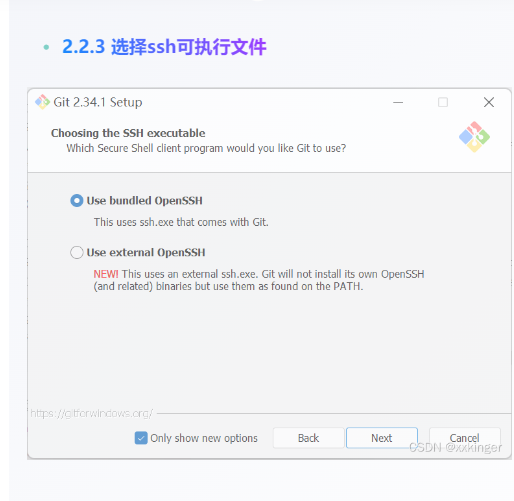 2.2.3 选择ssh可执行文件
Git 2.34.1 Setup
Choosing the SSH executable
Which Secure Shell client program would you like Git to use?
Use bundled OpenSSH
This uses ssh.exe that comes with Git.
Use external OpenSSH
NEW! This uses an external ssh.exe. Git will not install its own OpenSSH
(and related) binaries but use them as found on the PATH.
https://gitforwindows.org/
Only show new options
Back
Next
Cancel
CSDN @xxkinger